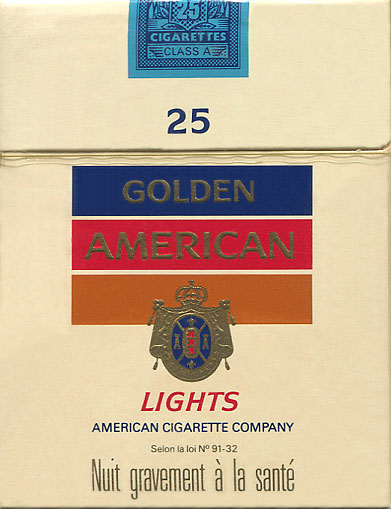 25
CIGARETTES
CLASS A
25
GOLDEN
AMERICAN
LIGHTS
AMERICAN CIGARETTE COMPANY
Selon la loi Nº 91-32
Nuit gravement à la santé